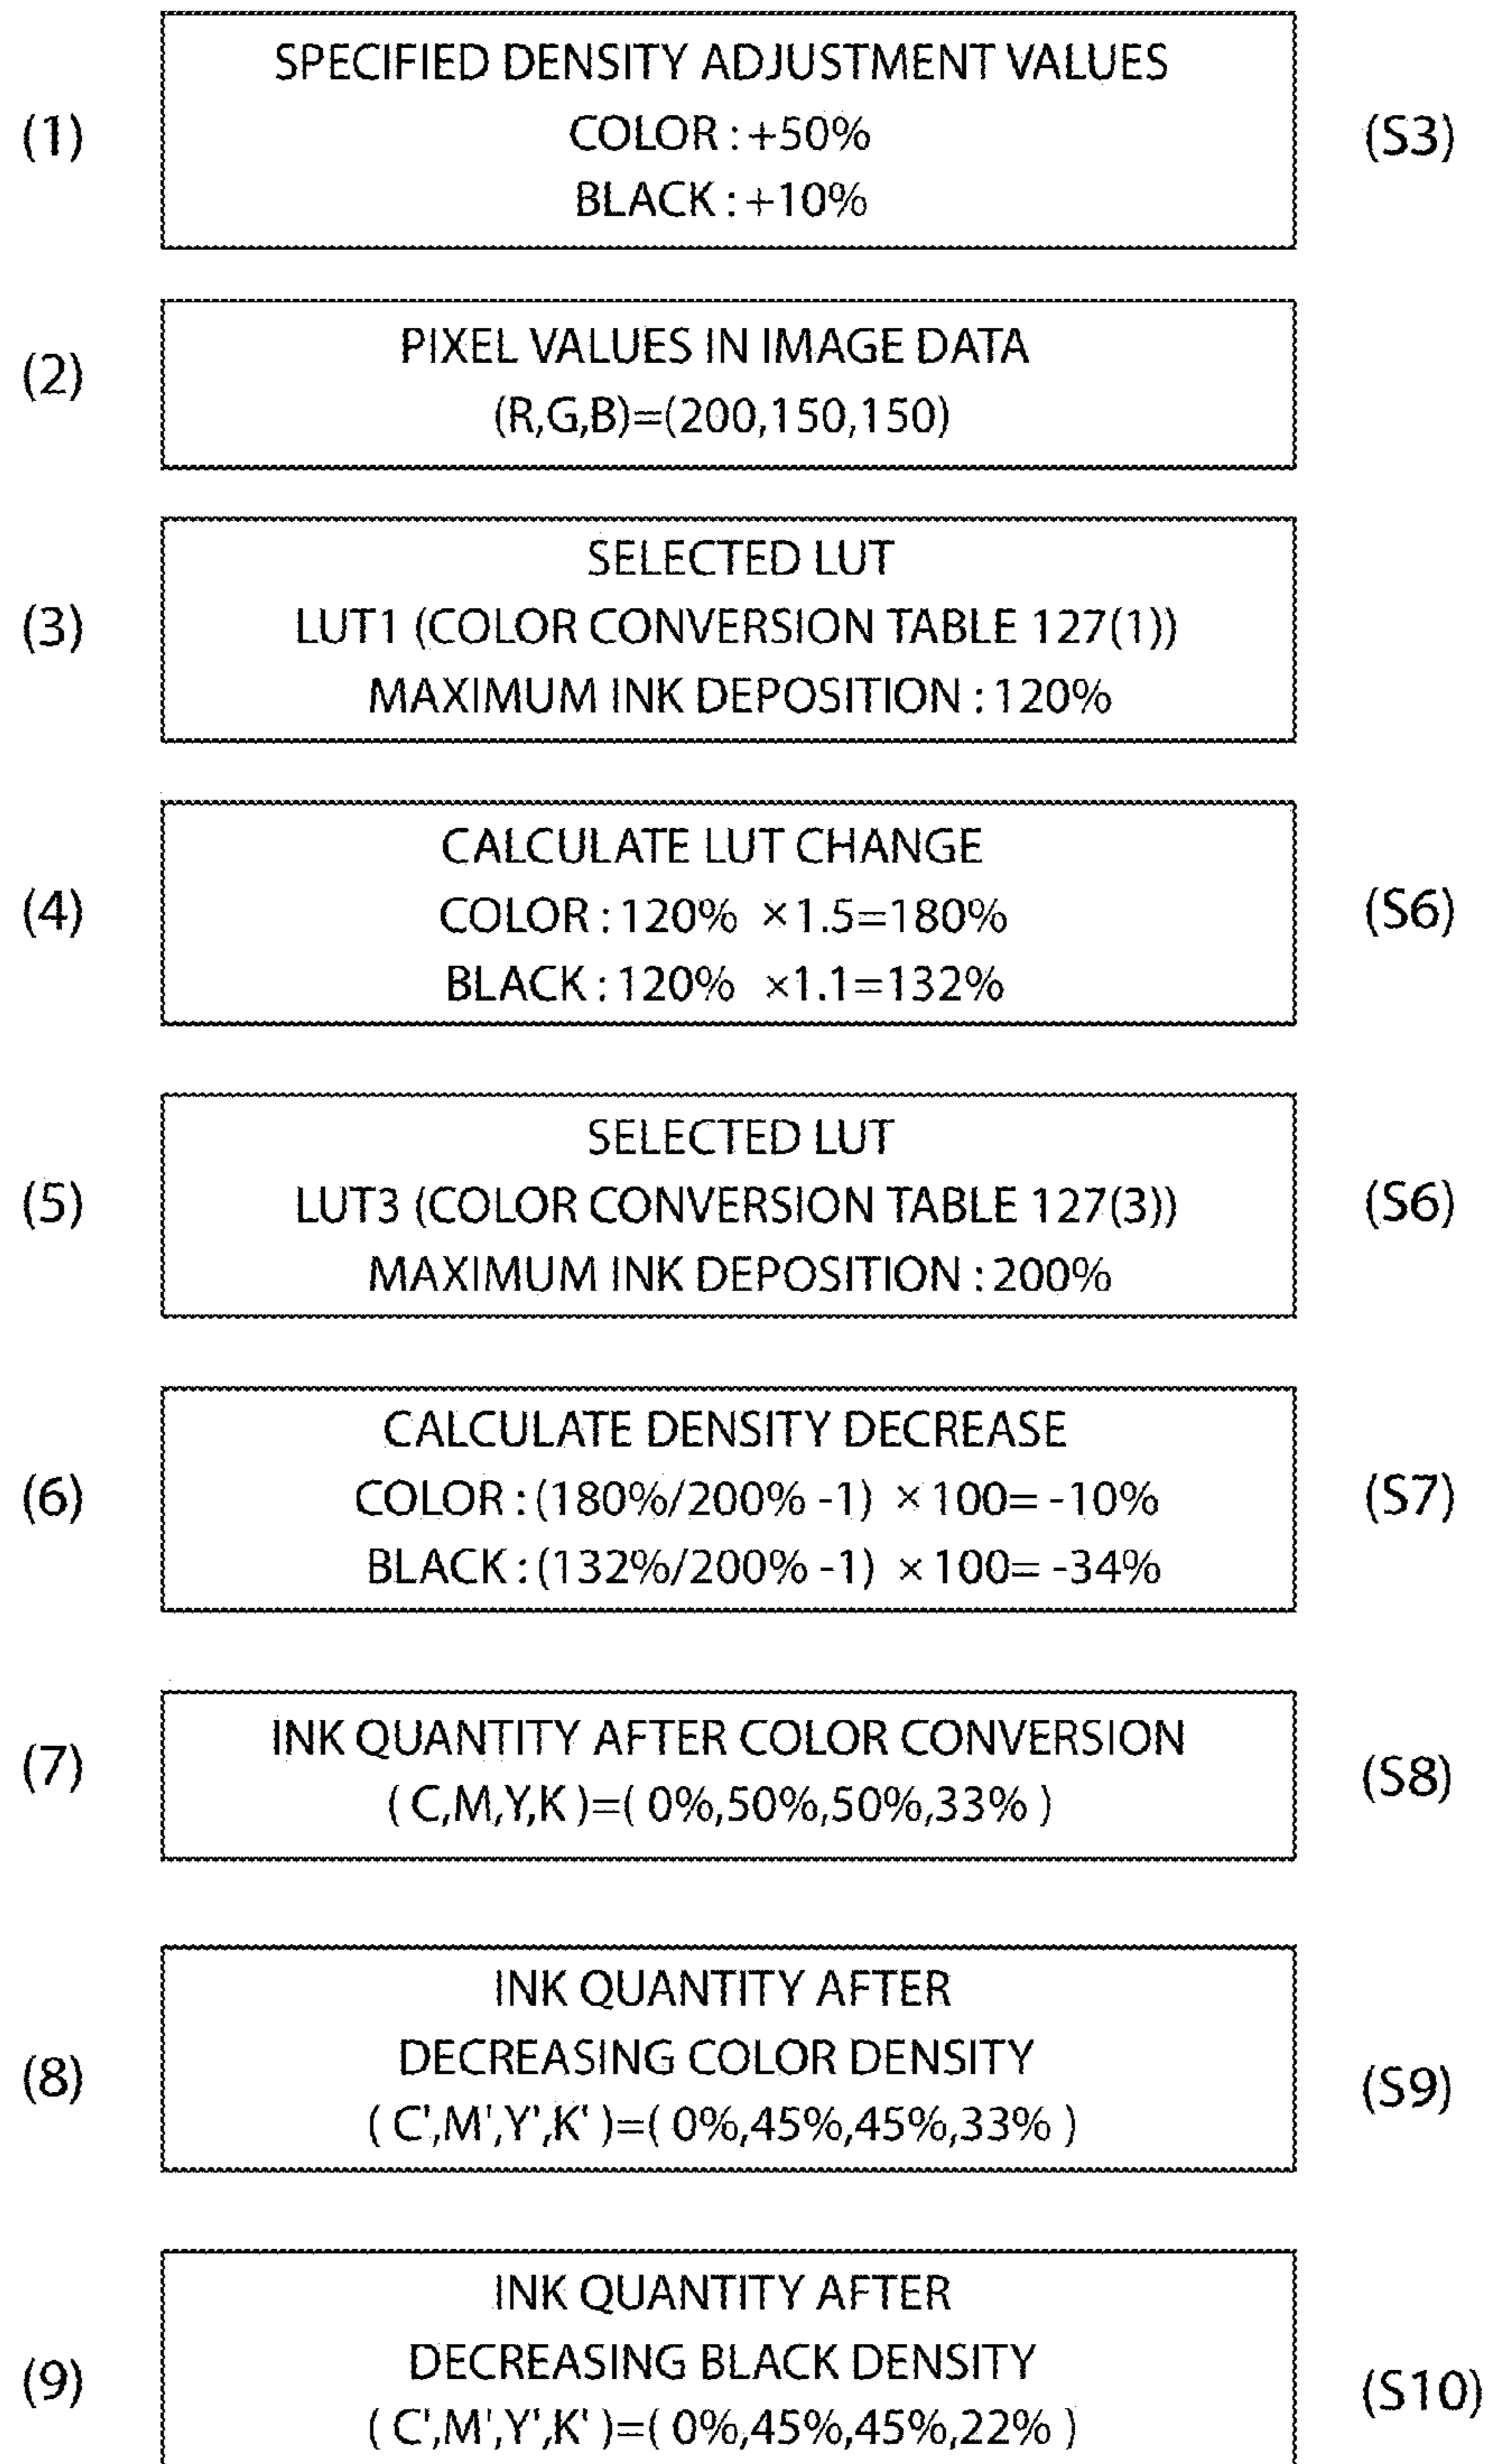 SPECIFIED DENSITY ADJUSTMENT VALUES
(1) COLOR : +50% (S3)
BLACK : +10%
PIXEL VALUES IN IMAGE DATA
(2) (R,G,B)=(200,150,150)
SELECTED LUT
(3) LUT1 (COLOR CONVERSION TABLE 127(1))
MAXIMUM INK DEPOSITION : 120%
CALCULATE LUT CHANGE
(4) COLOR : 120% ×1.5=180% (S6)
BLACK : 120% ×1.1=132%
SELECTED LUT
(5) LUT3 (COLOR CONVERSION TABLE 127(3)) (S6)
MAXIMUM INK DEPOSITION : 200%
CALCULATE DENSITY DECREASE
(6) COLOR : (180%/200% -1) ×100= -10% (S7)
BLACK : (132%/200% -1) ×100= -34%
INK QUANTITY AFTER COLOR CONVERSION
(7) ( C,M,Y,K )=( 0%,50%,50%,33% ) (S8)
INK QUANTITY AFTER
(8) DECREASING COLOR DENSITY (S9)
( C',M',Y',K' )=( 0%,45%,45%,33% )
INK QUANTITY AFTER
(9) DECREASING BLACK DENSITY (S10)
( C',M',Y',K' )=( 0%,45%,45%,22% )